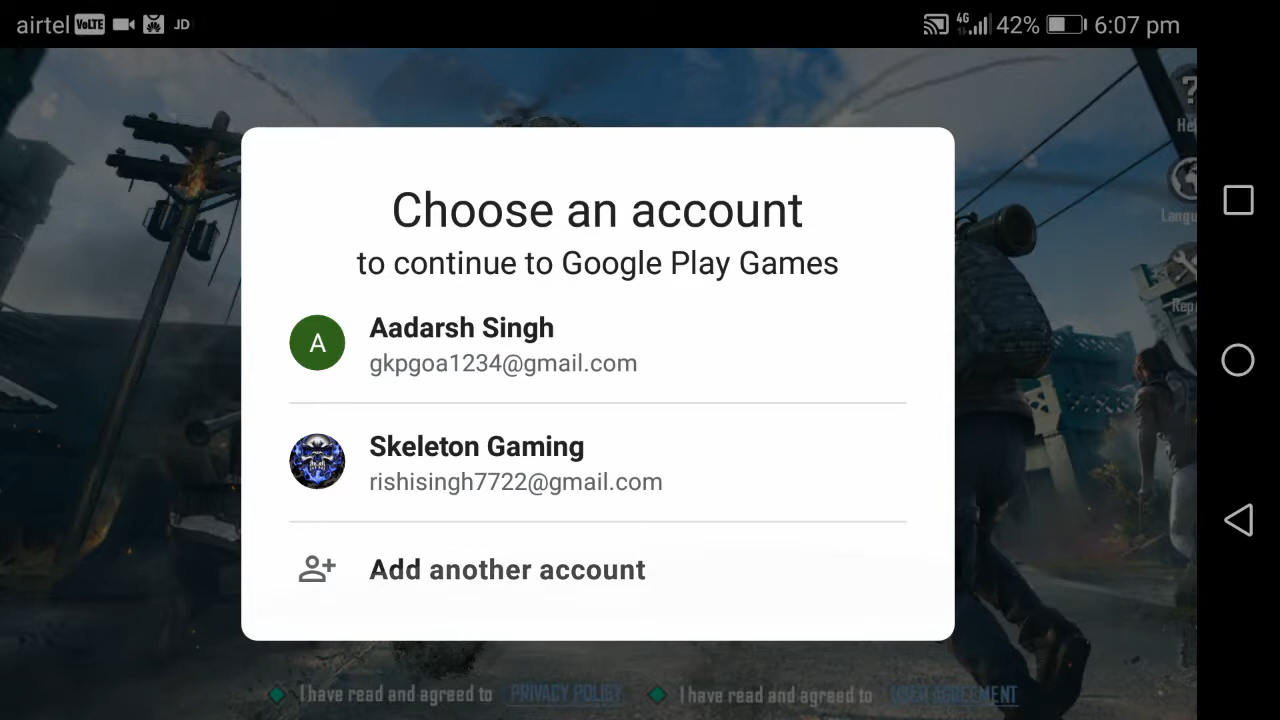 airtel VoLTE JD 4G 42% 6:07 pm
Choose an account
to continue to Google Play Games
A Aadarsh Singh
gkpgoa1234@gmail.com
Skeleton Gaming
rishisingh7722@gmail.com
Add another account
I have read and agreed to PRIVACY POLICY I have read and agreed to USER AGREEMENT